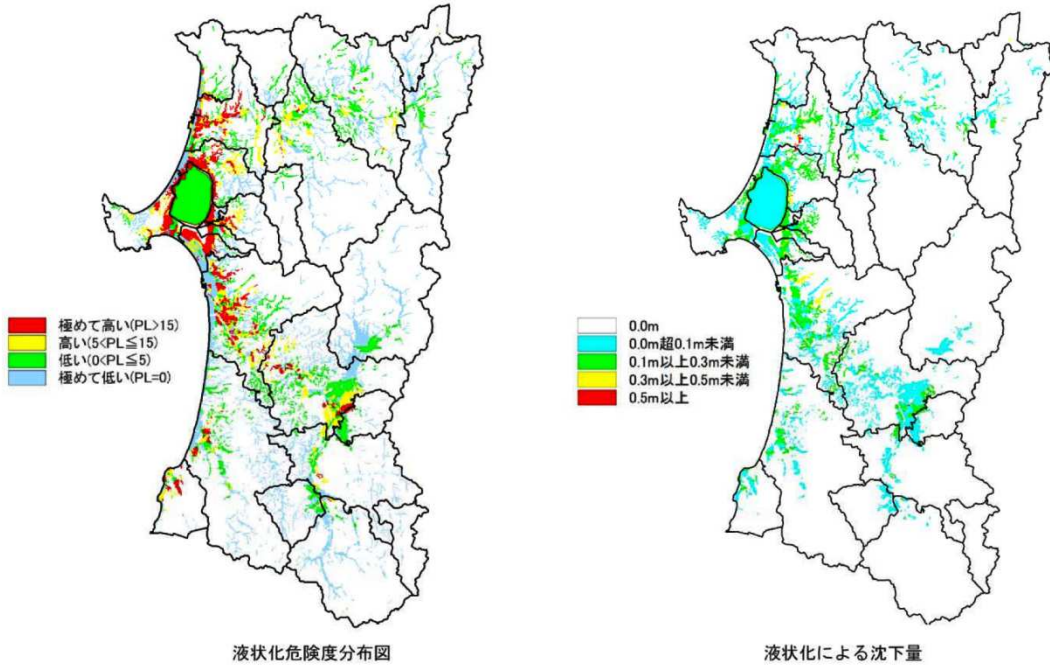 極めて高い(PL>15)
高い(5<PL≦15)
低い(0<PL≦5)
極めて低い(PL=0)
液状化危険度分布図
0.0m
0.0m超0.1m未満
0.1m以上0.3m未満
0.3m以上0.5m未満
0.5m以上
液状化による沈下量